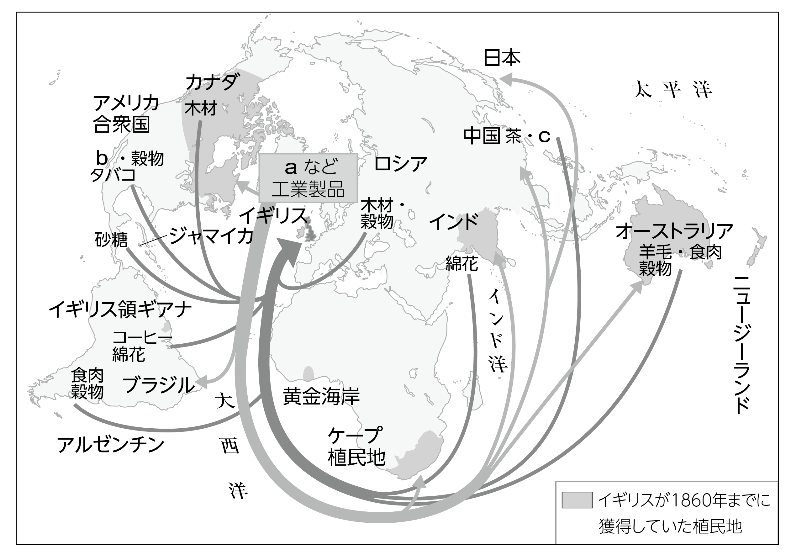 日本
太平洋
カナダ
木材
アメリカ
合衆国
b・穀物
タバコ
中国 茶・c
aなど
工業製品
ロシア
イギリス
木材・
穀物
インド
綿花
オーストラリア
羊毛・食肉
穀物
砂糖
ジャマイカ
ニュージーランド
インド洋
イギリス領ギアナ
コーヒー
綿花
食肉
穀物
ブラジル
大西洋
黄金海岸
アルゼンチン
ケープ
植民地
イギリスが1860年までに
獲得していた植民地